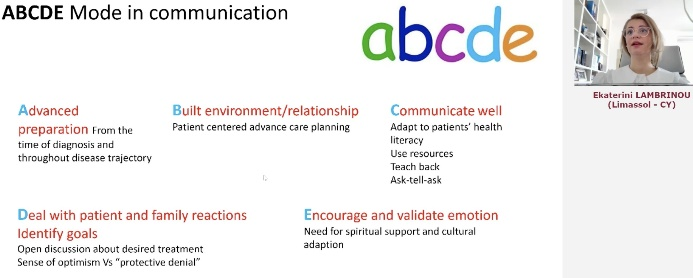 ABCDE Mode in communication
abcde
Ekaterini LAMBRINOU
(Limassol - CY)
Advanced
preparation From the
time of diagnosis and
throughout disease trajectory
Built environment/relationship
Patient centered advance care planning
Communicate well
Adapt to patients' health
literacy
Use resources
Teach back
Ask-tell-ask
Deal with patient and family reactions
Identify goals
Open discussion about desired treatment
Sense of optimism Vs "protective denial"
Encourage and validate emotion
Need for spiritual support and cultural
adaption